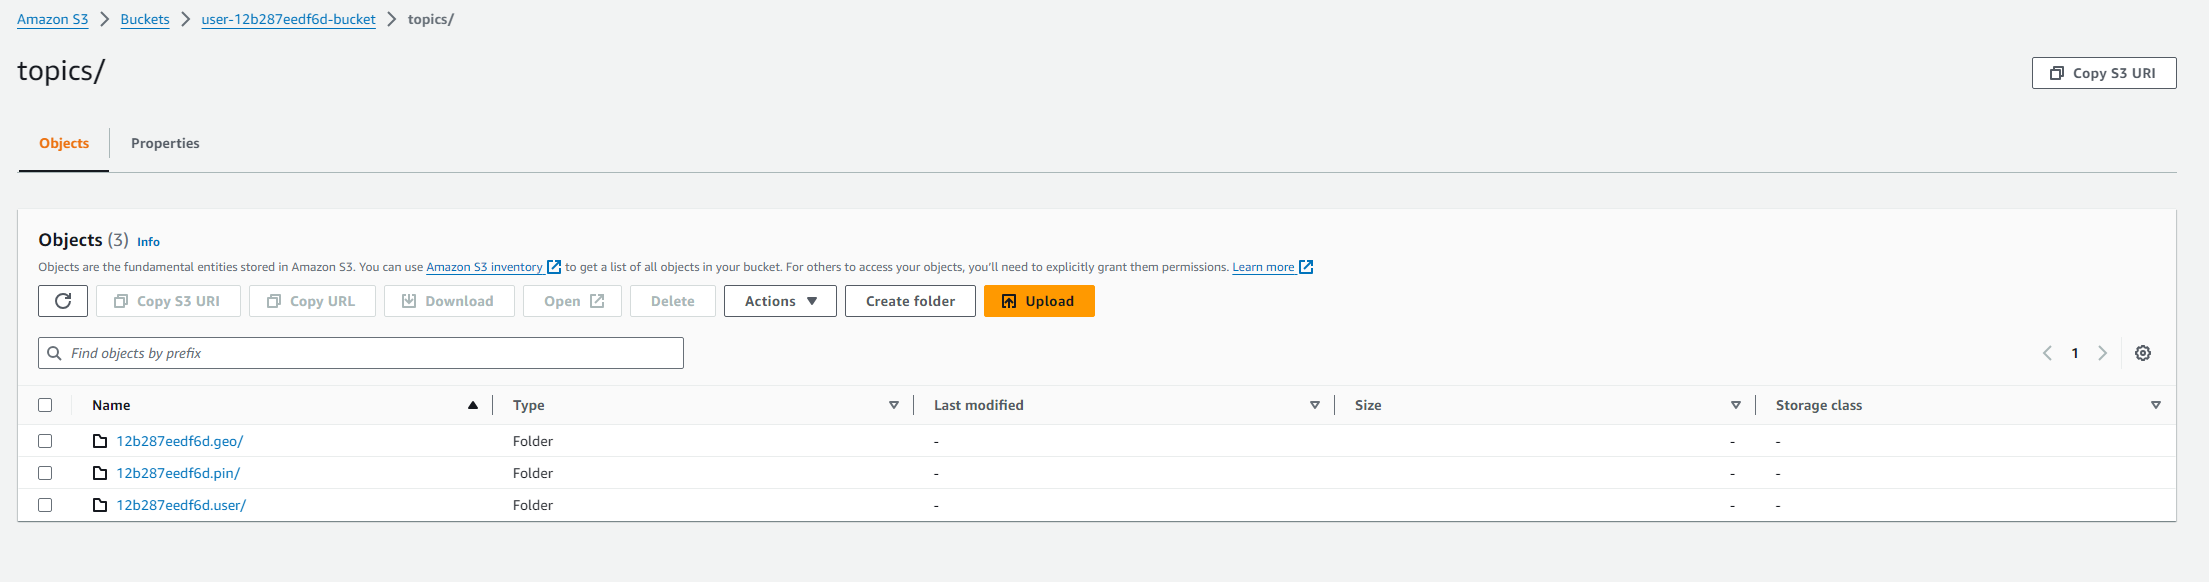 Amazon S3 > Buckets > user-12b287eedf6d-bucket > topics/
topics/
Copy S3 URI
Objects Properties
Objects (3) Info
Objects are the fundamental entities stored in Amazon S3. You can use Amazon S3 inventory to get a list of all objects in your bucket. For others to access your objects, you'll need to explicitly grant them permissions. Learn more
Copy S3 URI Copy URL Download Open Delete Actions Create folder Upload
Find objects by prefix
1
Name Type Last modified Size Storage class
12b287eedf6d.geo/ Folder - - -
12b287eedf6d.pin/ Folder - - -
12b287eedf6d.user/ Folder - - -